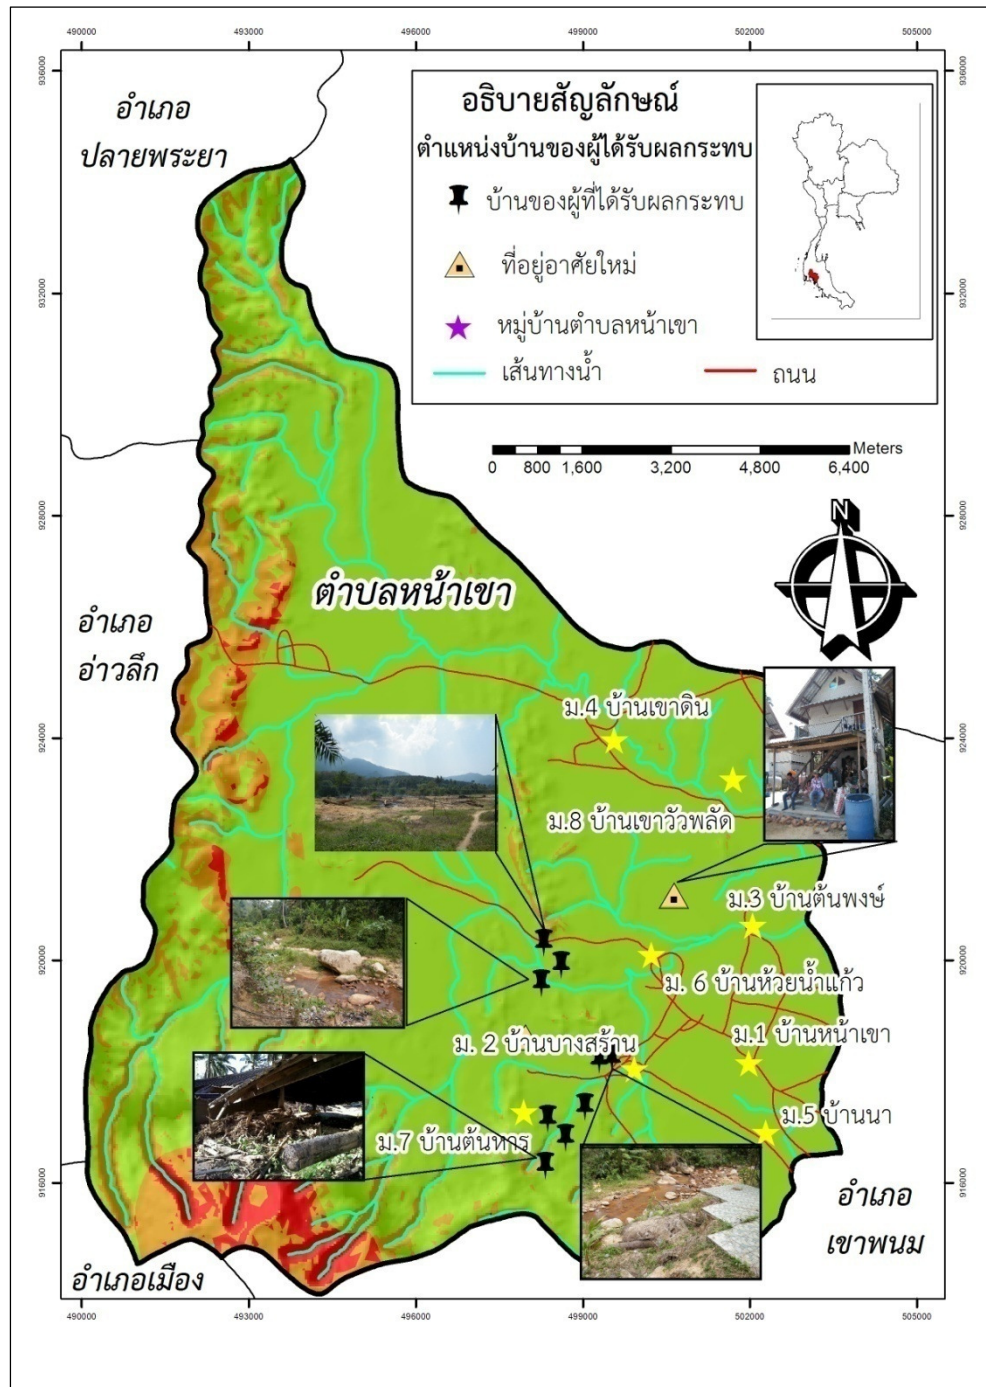 490000 493000 496000 499000 502000 505000
936000 936000
932000 932000
928000 928000
924000 924000
920000 920000
916000 916000
อำเภอ
ปลายพระยา
อธิบายสัญลักษณ์
ตำแหน่งบ้านของผู้ได้รับผลกระทบ
บ้านของผู้ที่ได้รับผลกระทบ
ที่อยู่อาศัยใหม่
หมู่บ้านตำบลหน้าเขา
เส้นทางน้ำ ถนน
Meters
0 800 1,600 3,200 4,800 6,400
N
ตำบลหน้าเขา
อำเภอ
อ่าวลึก
ม.4 บ้านเขาดิน
ม.8 บ้านเขาวัวพลัด
ม.3 บ้านต้นพงษ์
ม. 6 บ้านห้วยน้ำแก้ว
ม. 2 บ้านบางสร้าน
ม.1 บ้านหน้าเขา
ม.5 บ้านนา
ม.7 บ้านต้นหาร
อำเภอ
เขาพนม
อำเภอเมือง
490000 493000 496000 499000 502000 505000